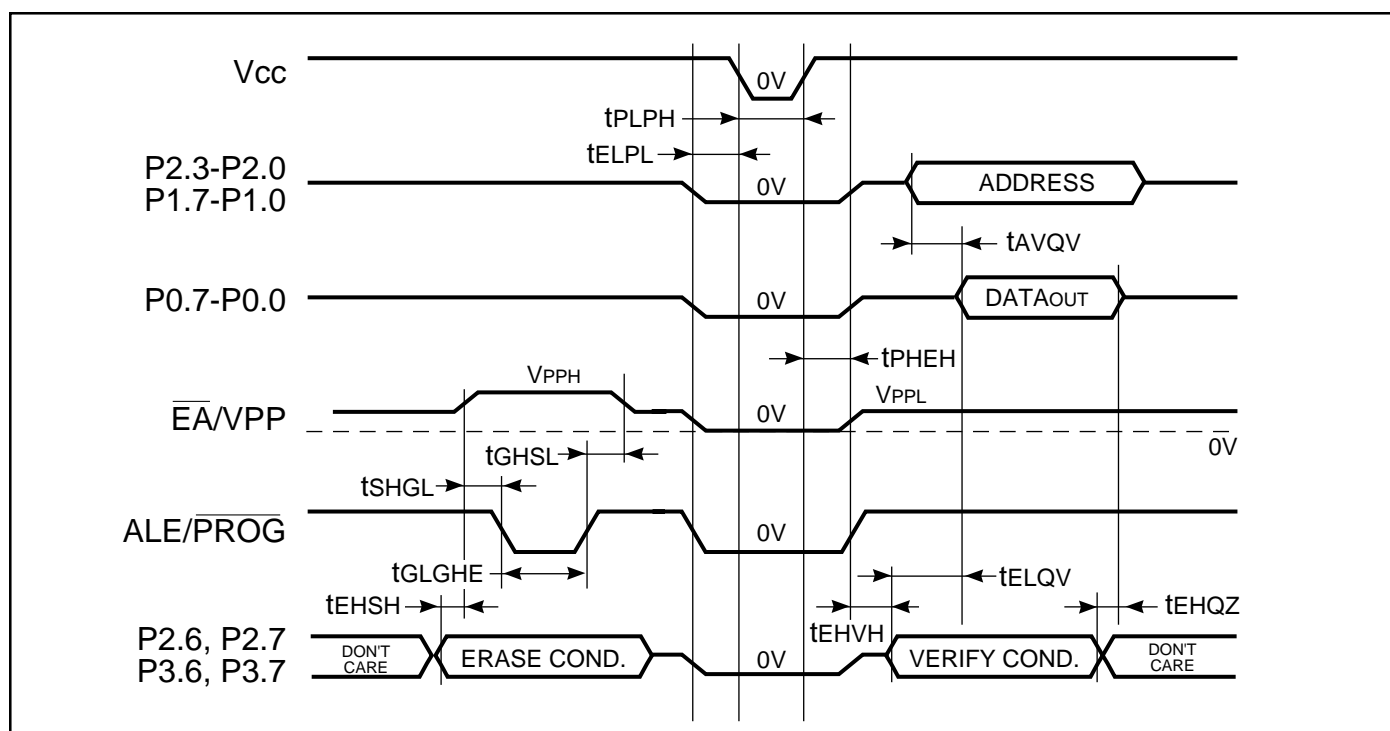 Vcc
0V
tPLPH
tELPL
P2.3-P2.0
P1.7-P1.0
0V
ADDRESS
tAVQV
P0.7-P0.0
0V
DATAOUT
tPHEH
VPPH
VPPL
EA/VPP
0V
0V
tGHSL
tSHGL
ALE/PROG
0V
tGLGHE
tELQV
tEHSH
tEHQZ
tEHVH
P2.6, P2.7
P3.6, P3.7
DON'T
CARE
ERASE COND.
0V
VERIFY COND.
DON'T
CARE